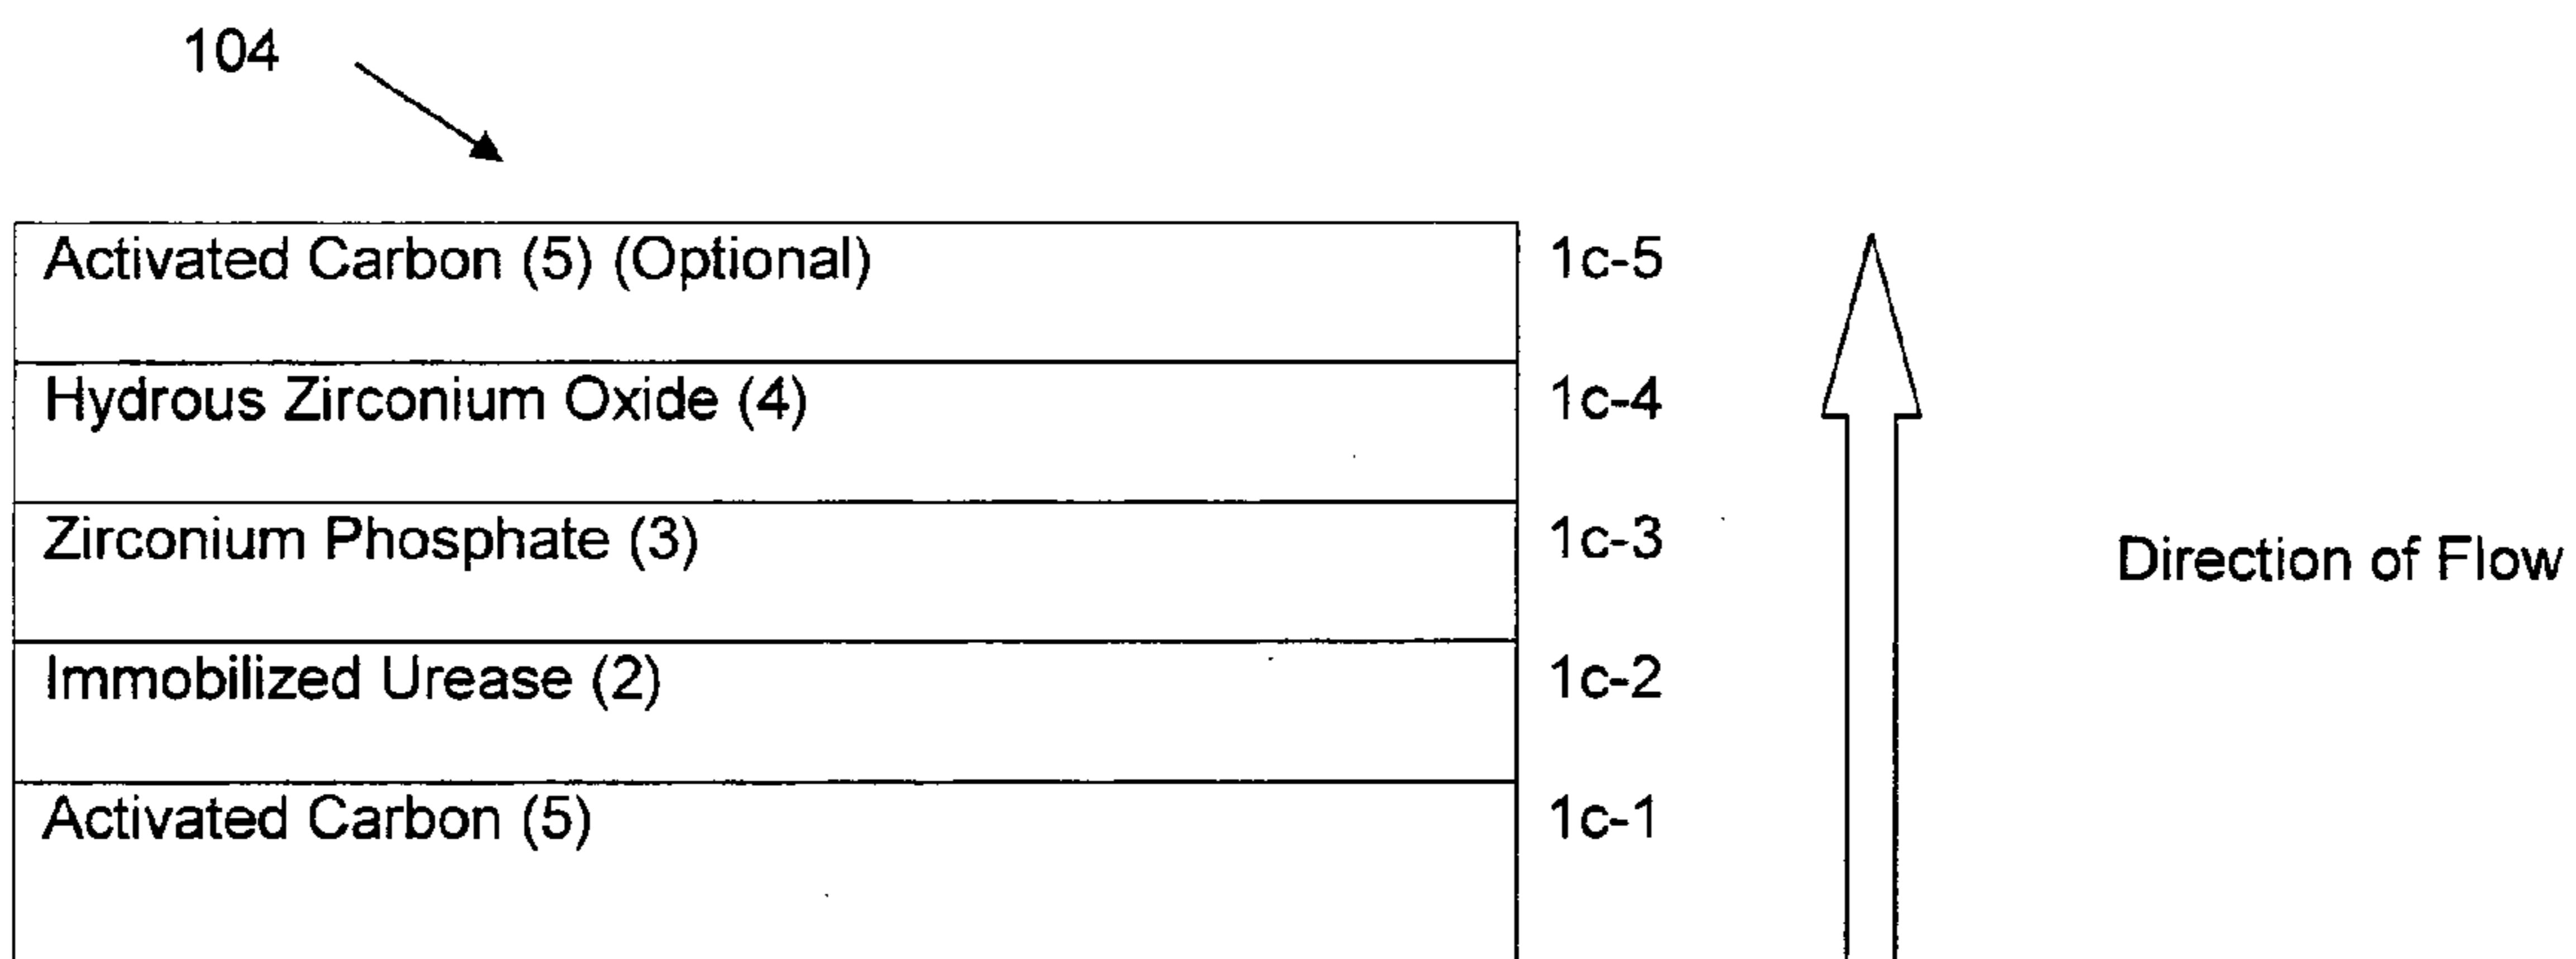 104
Activated Carbon (5) (Optional) 1c-5
Hydrous Zirconium Oxide (4) 1c-4
Zirconium Phosphate (3) 1c-3
Direction of Flow
Immobilized Urease (2) 1c-2
Activated Carbon (5) 1c-1